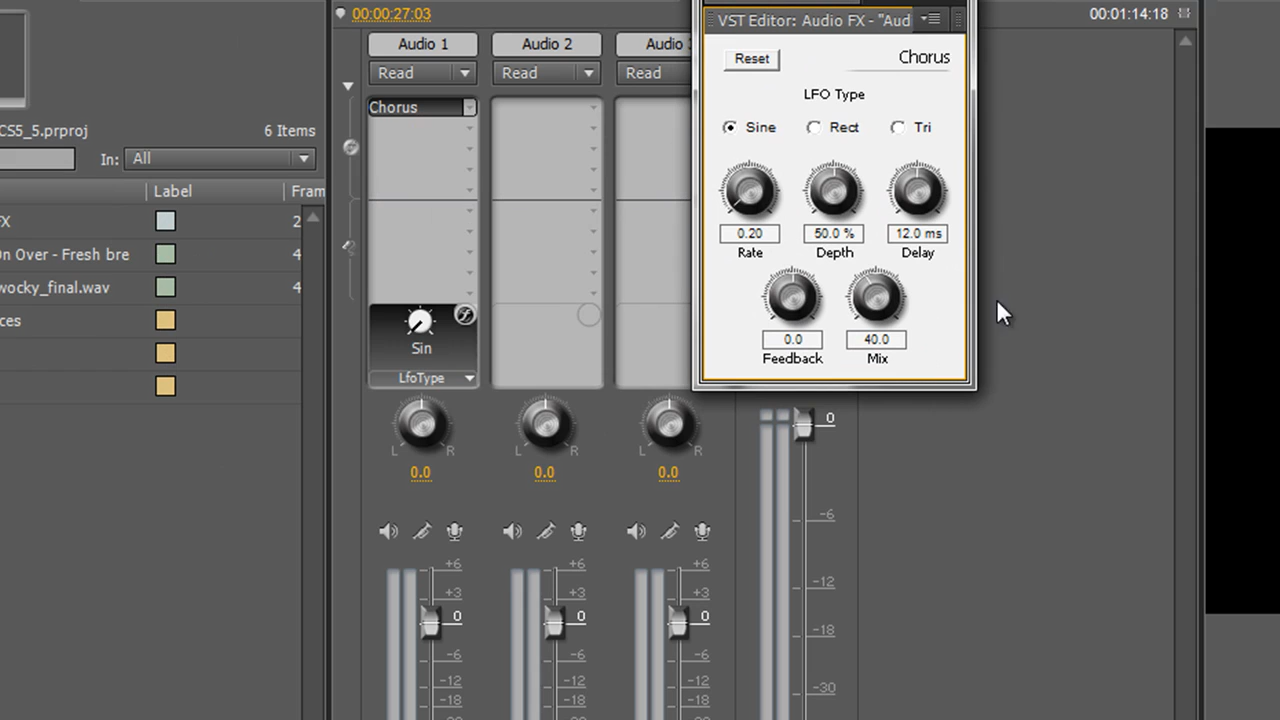 00:00:27:03
00:01:14:18
VST Editor: Audio FX - "Aud
Audio 1
Audio 2
Audio
Read
Read
Read
Reset
Chorus
LFO Type
Sine
Rect
Tri
Chorus
CS5_5.prproj
6 Items
In: All
Label
Fram
FX
2
On Over - Fresh bre
4
wocky_final.wav
4
ces
0.20
50.0 %
12.0 ms
Rate
Depth
Delay
0.0
40.0
Feedback
Mix
Sin
LfoType
L R
L R
L R
0.0
0.0
0.0
0
-6
-12
-18
-30
+6
+3
0
-6
-12
-18
+6
+3
0
-6
-12
-18
+6
+3
0
-6
-12
-18